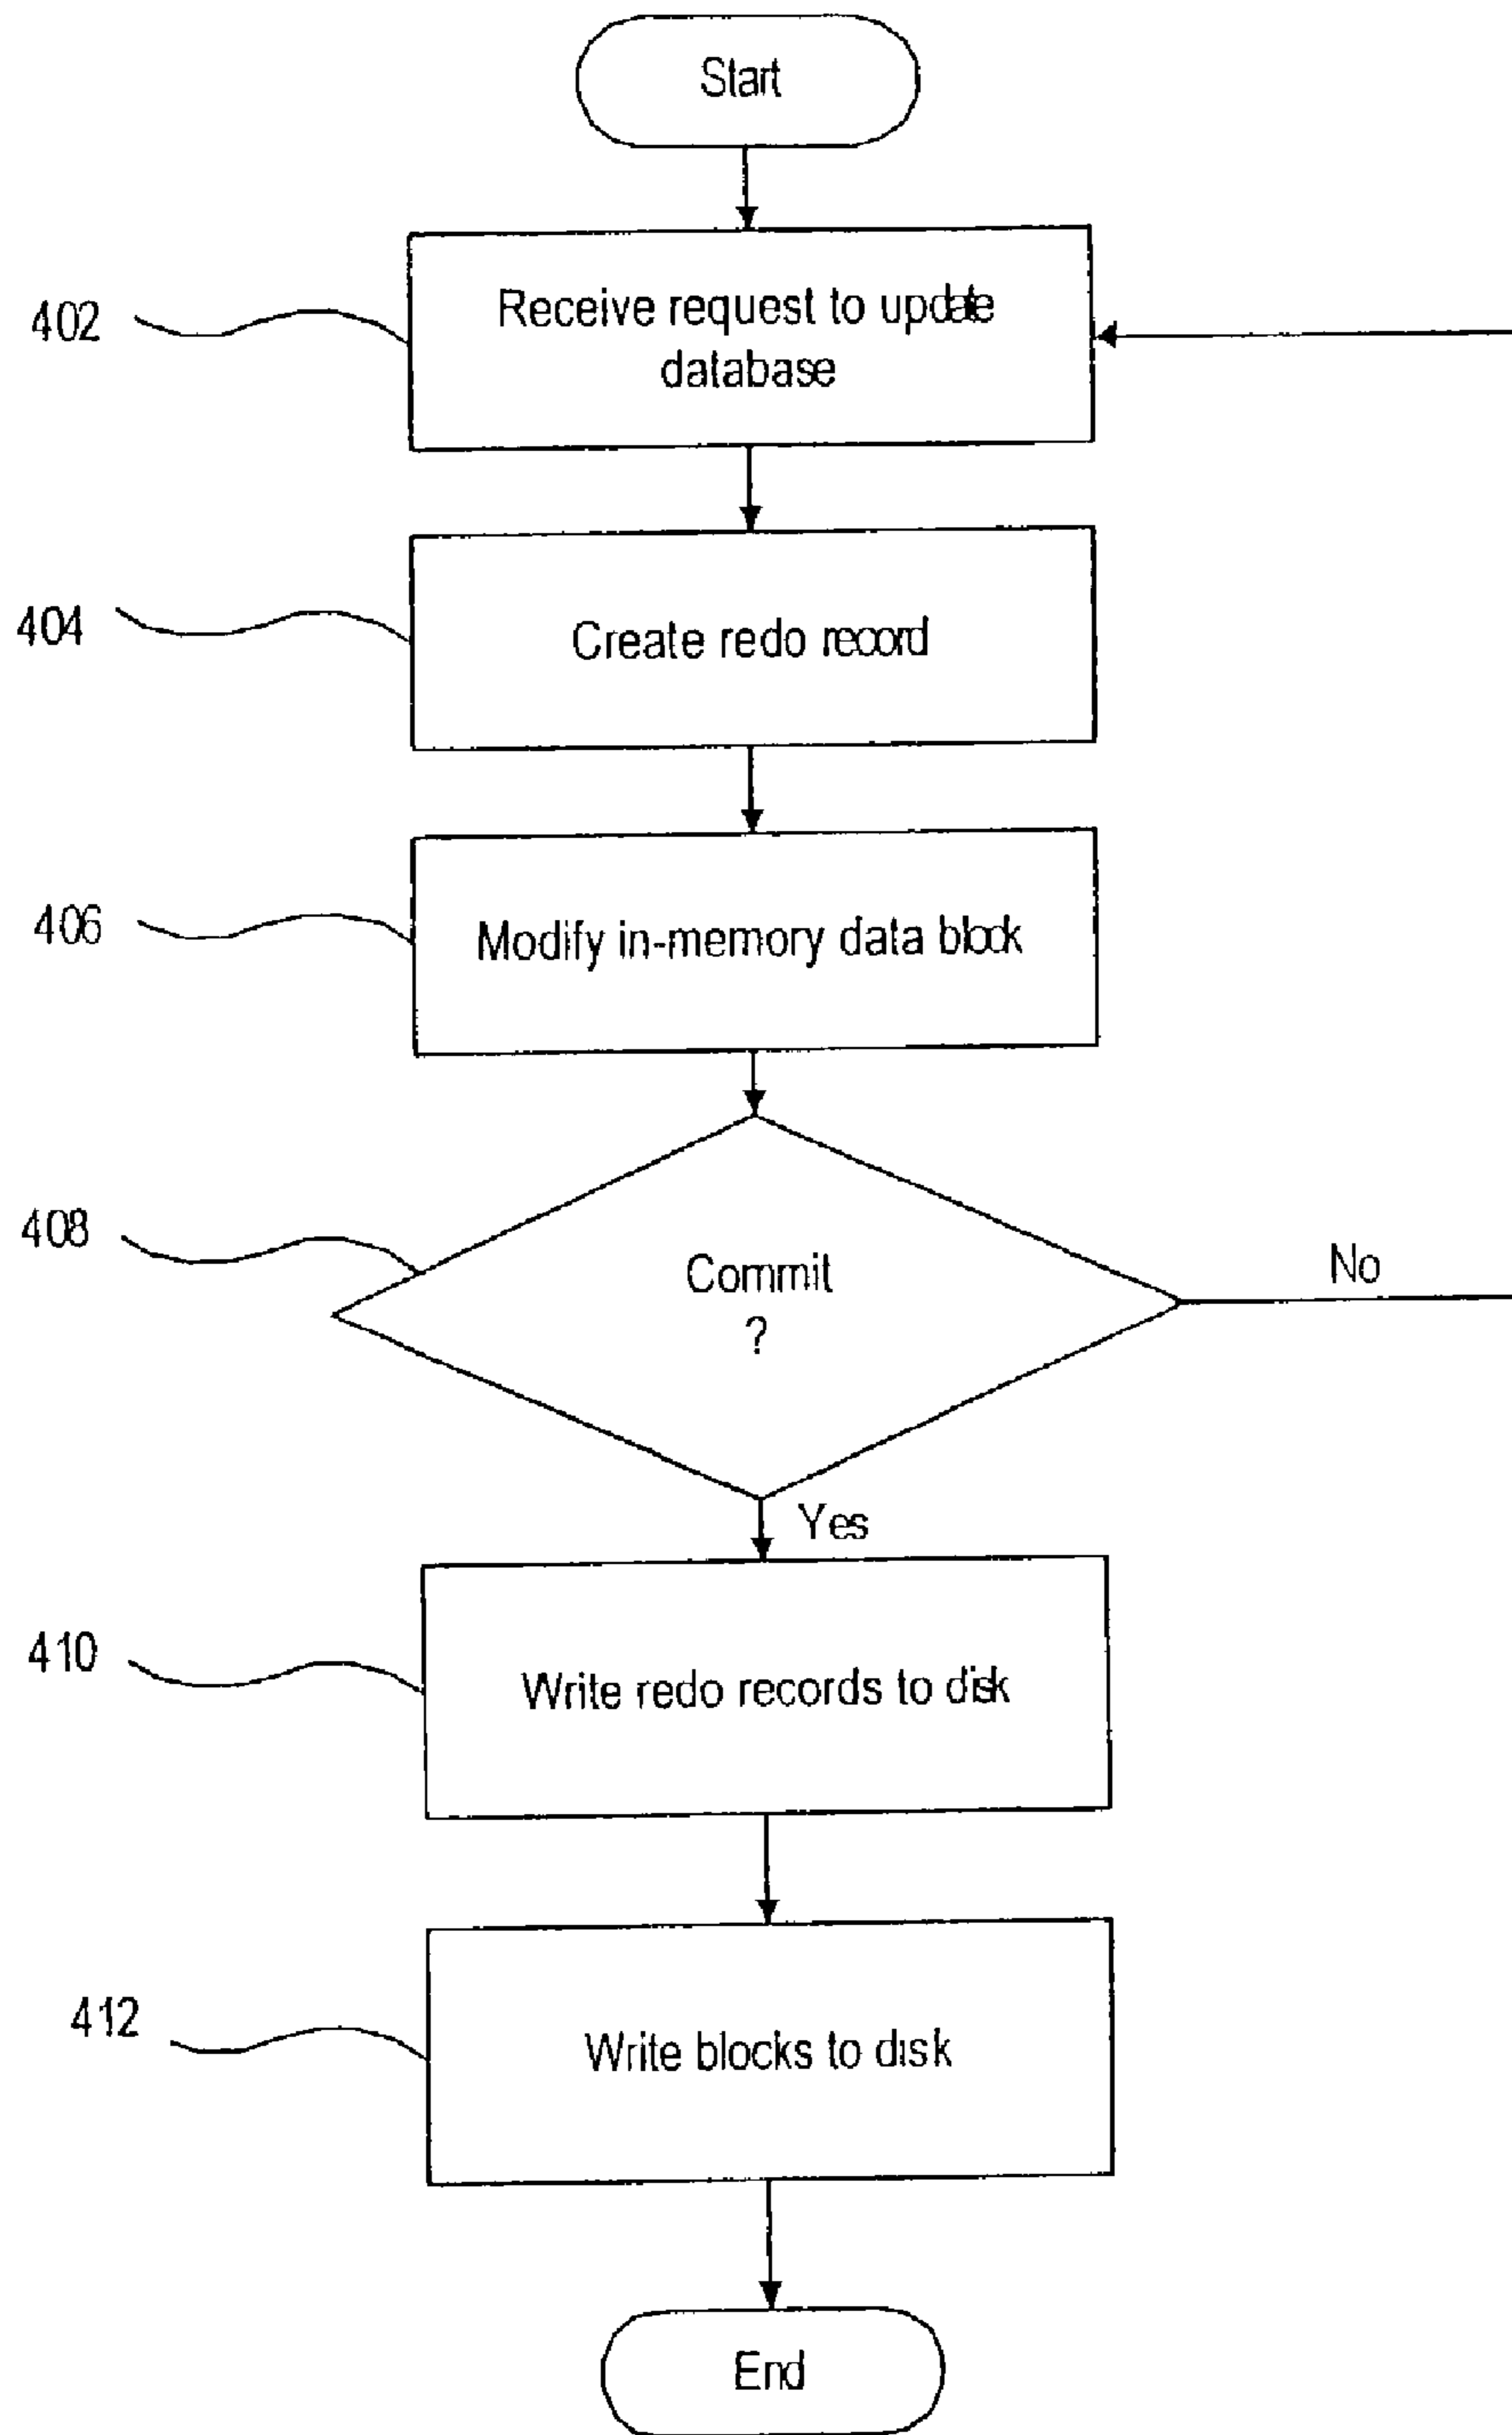 Start
402
Receive request to update
database
404
Create redo record
406
Modify in-memory data block
408
Commit
?
No
Yes
410
Write redo records to disk
412
Write blocks to disk
End